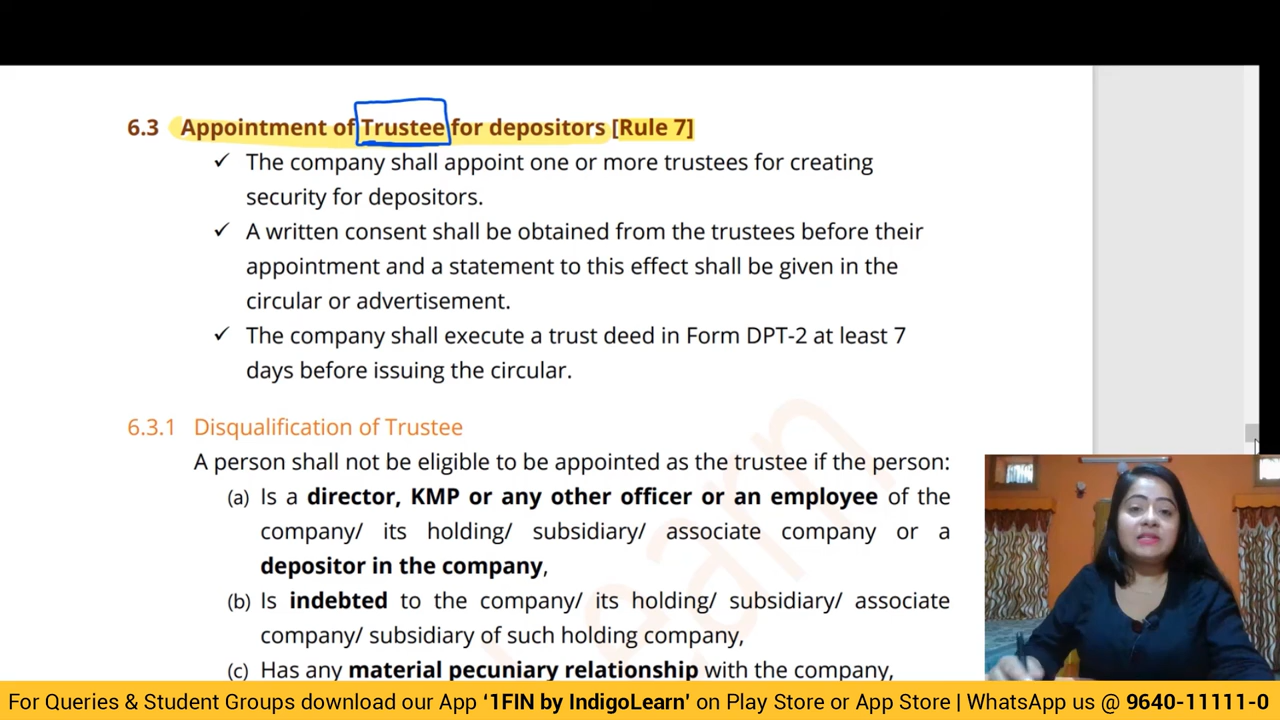 6.3 Appointment of Trustee for depositors [Rule 7]
✓ The company shall appoint one or more trustees for creating
security for depositors.
✓ A written consent shall be obtained from the trustees before their
appointment and a statement to this effect shall be given in the
circular or advertisement.
✓ The company shall execute a trust deed in Form DPT-2 at least 7
days before issuing the circular.
6.3.1 Disqualification of Trustee
A person shall not be eligible to be appointed as the trustee if the person:
(a) Is a director, KMP or any other officer or an employee of the
company/ its holding/ subsidiary/ associate company or a
depositor in the company,
(b) Is indebted to the company/ its holding/ subsidiary/ associate
company/ subsidiary of such holding company,
(c) Has any material pecuniary relationship with the company,
For Queries & Student Groups download our App ‘1FIN by IndigoLearn’ on Play Store or App Store | WhatsApp us @ 9640-11111-0